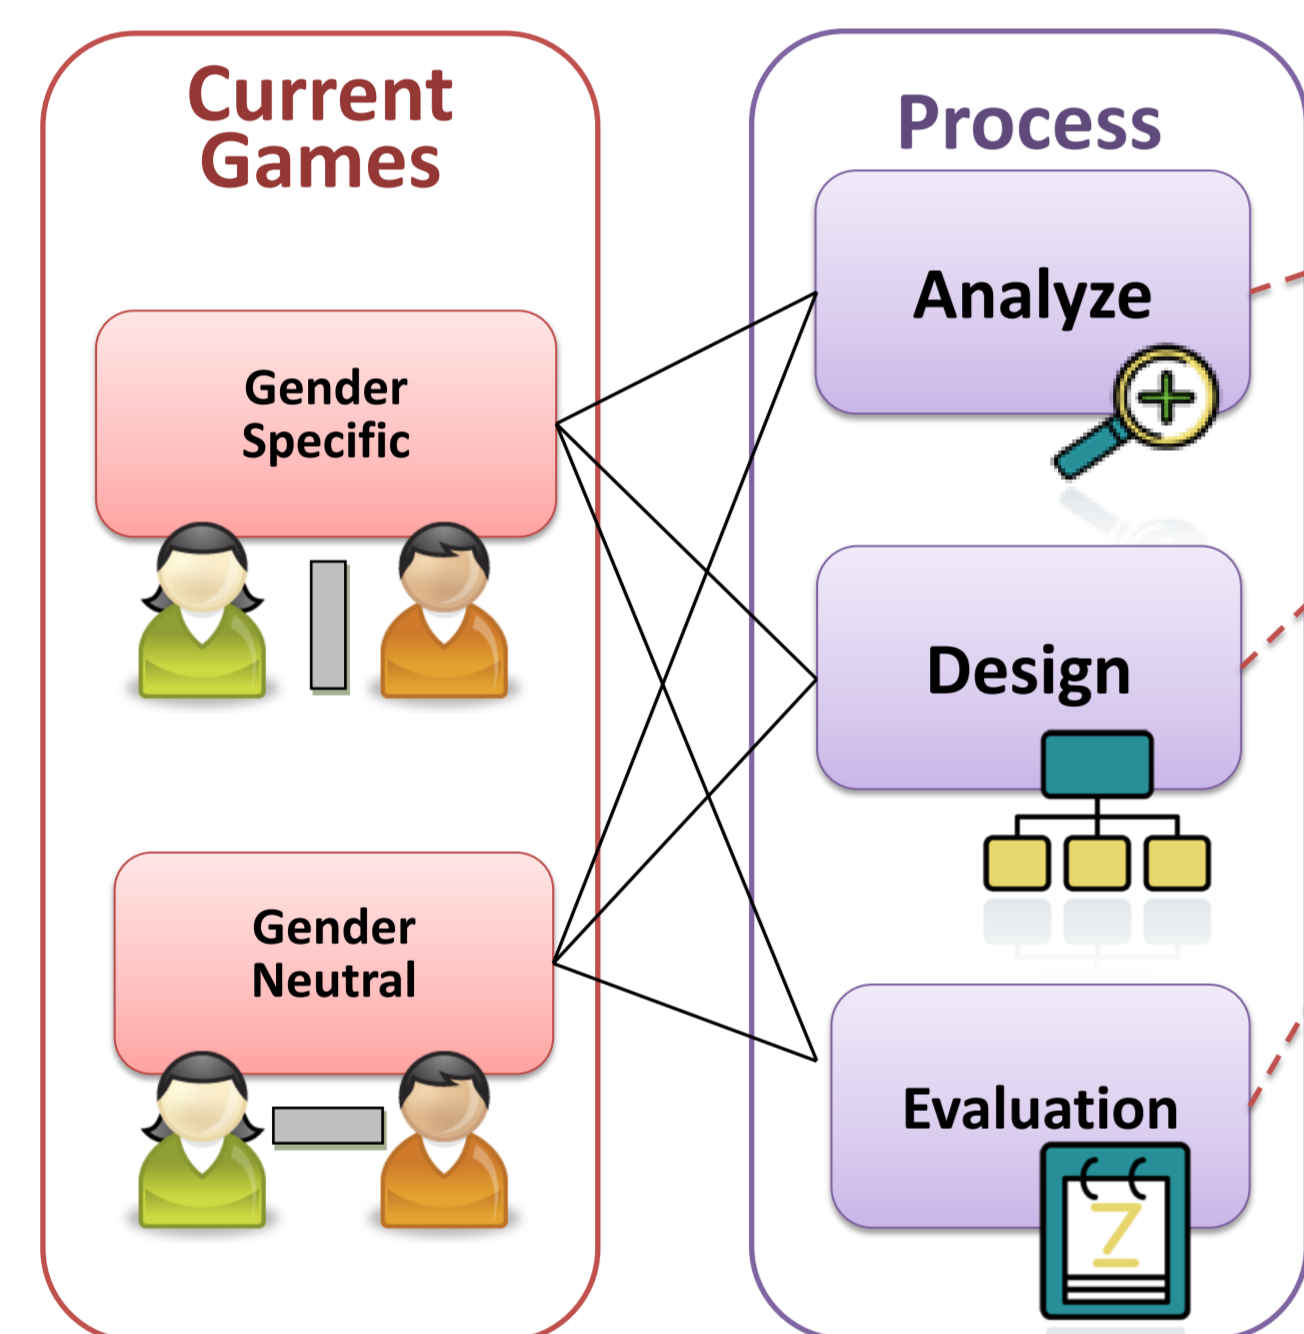 Current
Games
Gender
Specific
Gender
Neutral
Process
Analyze
Design
Evaluation